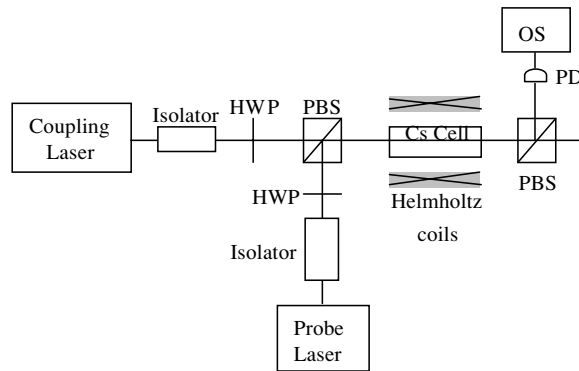 OS
PD
HWP
PBS
Isolator
Coupling
Laser
Cs Cell
PBS
HWP
Helmholtz
coils
Isolator
Probe
Laser